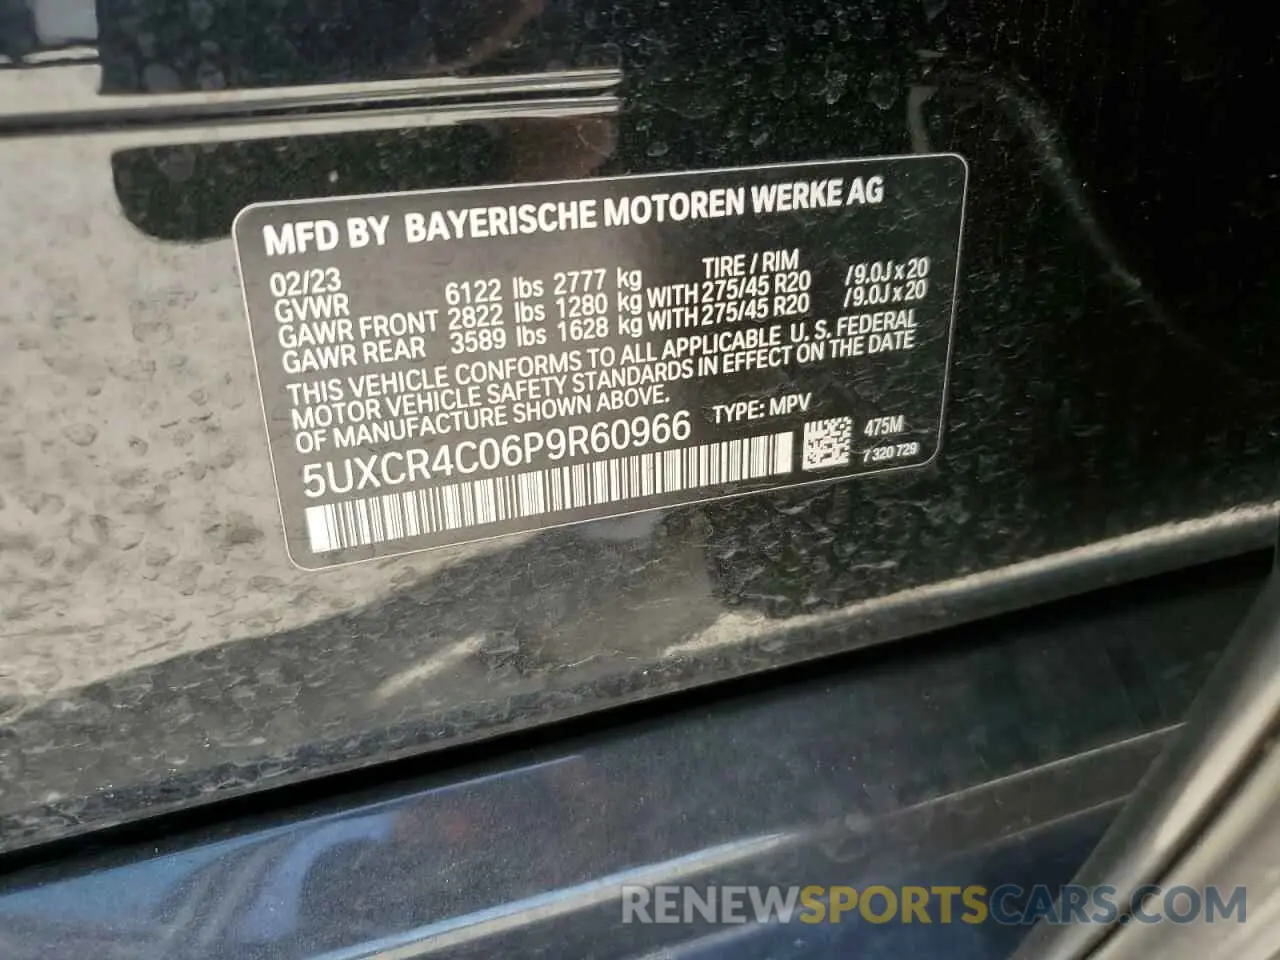 MFD BY BAYERISCHE MOTOREN WERKE AG
02/23 TIRE / RIM
GVWR 6122 lbs 2777 kg
GAWR FRONT 2822 lbs 1280 kg WITH 275/45 R20 / 9.0J x 20
GAWR REAR 3589 lbs 1628 kg WITH 275/45 R20 / 9.0J x 20
THIS VEHICLE CONFORMS TO ALL APPLICABLE U. S. FEDERAL
MOTOR VEHICLE SAFETY STANDARDS IN EFFECT ON THE DATE
OF MANUFACTURE SHOWN ABOVE.
5UXCR4C06P9R60966 TYPE: MPV
475M
7 320 729
RENEWSPORTSCARS.COM